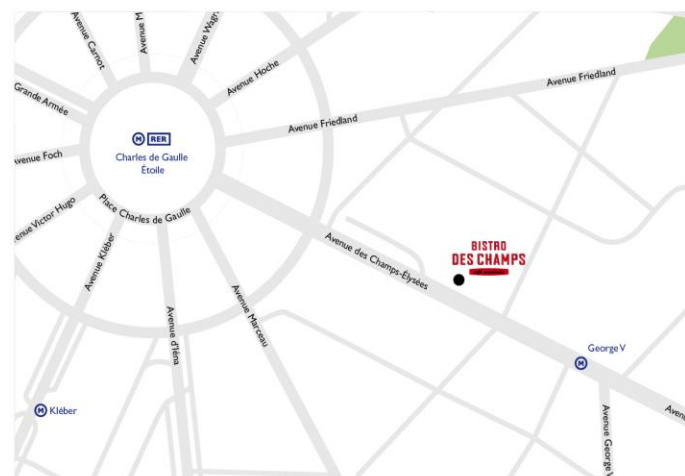 Avenue Carnot
Avenue M
Avenue Wagr
Avenue Hoche
Grande Armée
Avenue Friedland
Avenue Friedland
M RER
Charles de Gaulle
Étoile
Avenue Foch
Place Charles de Gaulle
venue Victor Hugo
Avenue Kléber
Avenue des Champs-Élysées
BISTRO
DES CHAMPS
Avenue d'Iéna
Avenue Marceau
George V
M
M Kléber
Avenue George V